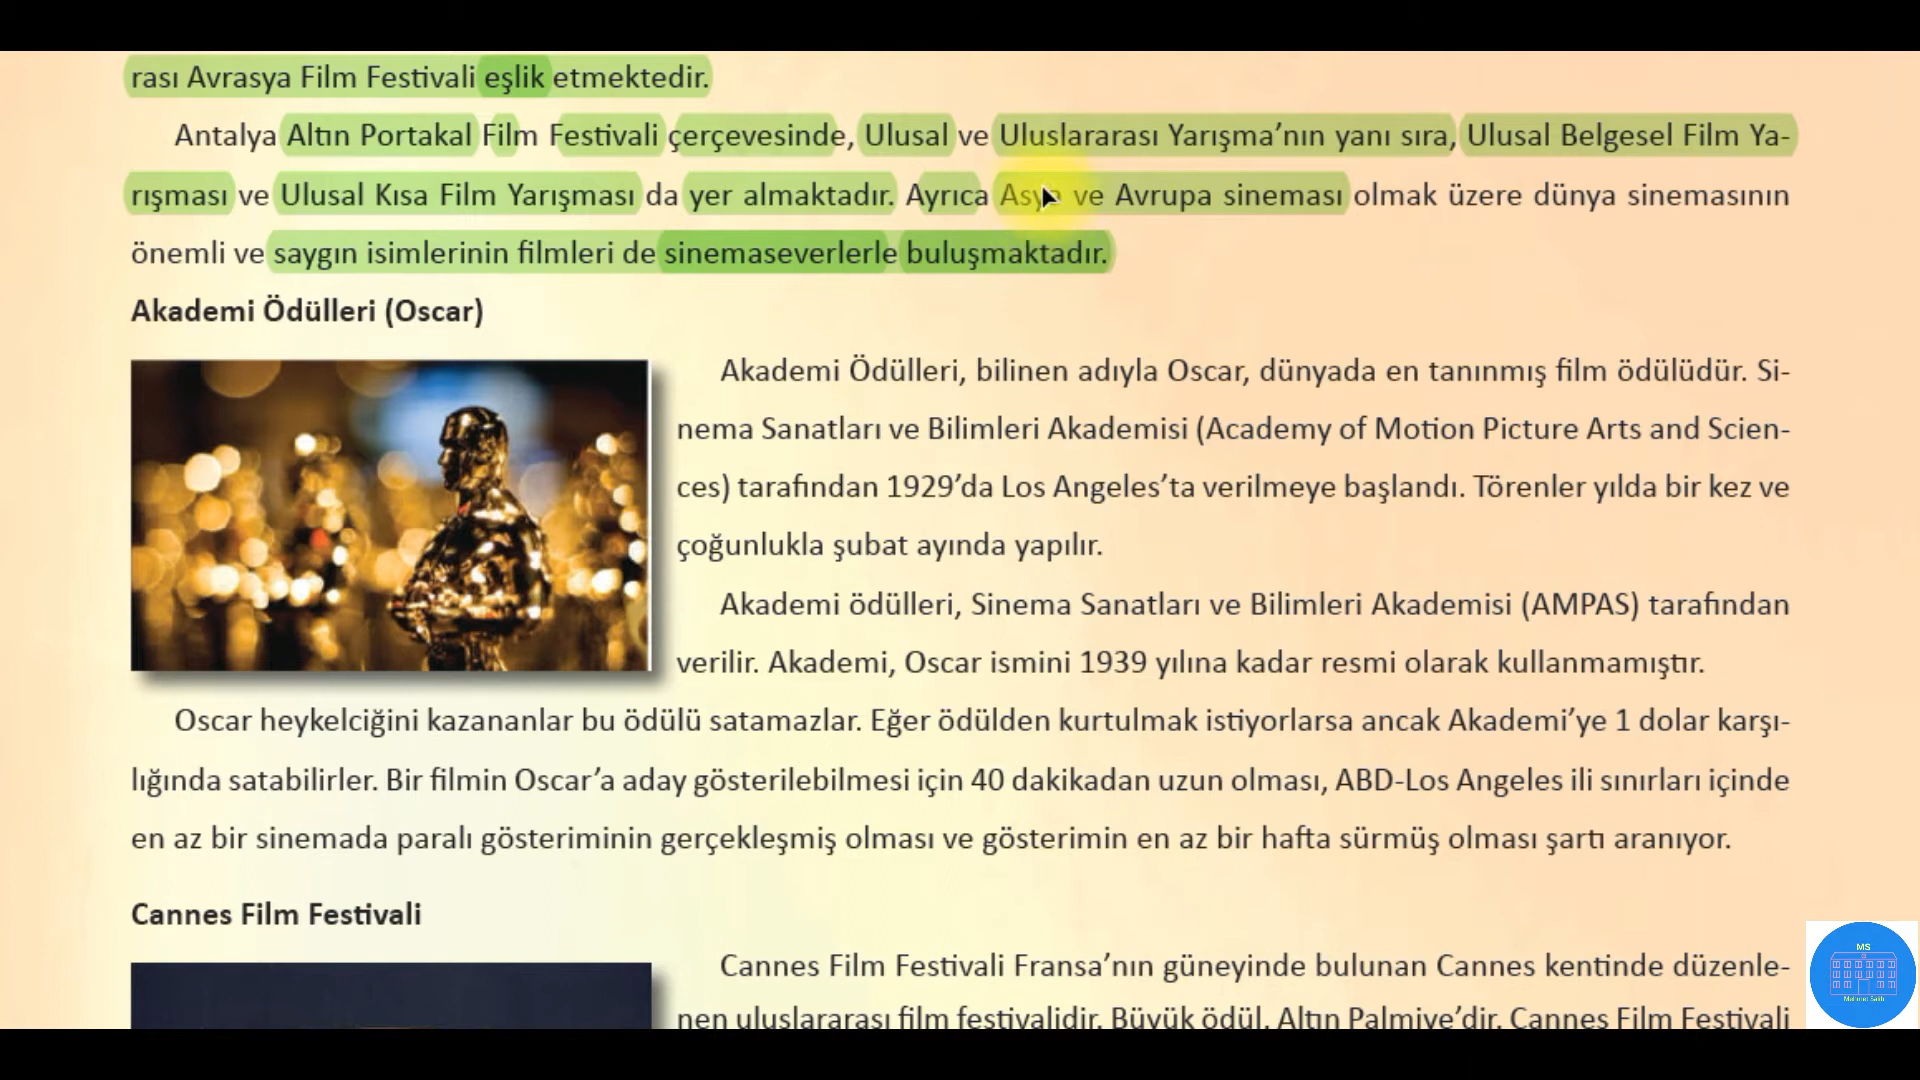 rası Avrasya Film Festivali eşlik etmektedir.
Antalya Altın Portakal Film Festivali çerçevesinde, Ulusal ve Uluslararası Yarışma’nın yanı sıra, Ulusal Belgesel Film Ya-
rışması ve Ulusal Kısa Film Yarışması da yer almaktadır. Ayrıca Asya ve Avrupa sineması olmak üzere dünya sinemasının
önemli ve saygın isimlerinin filmleri de sinemaseverlerle buluşmaktadır.
Akademi Ödülleri (Oscar)
Akademi Ödülleri, bilinen adıyla Oscar, dünyada en tanınmış film ödülüdür. Si-
nema Sanatları ve Bilimleri Akademisi (Academy of Motion Picture Arts and Scien-
ces) tarafından 1929’da Los Angeles’ta verilmeye başlandı. Törenler yılda bir kez ve
çoğunlukla şubat ayında yapılır.
Akademi ödülleri, Sinema Sanatları ve Bilimleri Akademisi (AMPAS) tarafından
verilir. Akademi, Oscar ismini 1939 yılına kadar resmi olarak kullanmamıştır.
Oscar heykelciğini kazananlar bu ödülü satamazlar. Eğer ödülden kurtulmak istiyorlarsa ancak Akademi’ye 1 dolar karşı-
lığında satabilirler. Bir filmin Oscar’a aday gösterilebilmesi için 40 dakikadan uzun olması, ABD-Los Angeles ili sınırları içinde
en az bir sinemada paralı gösteriminin gerçekleşmiş olması ve gösterimin en az bir hafta sürmüş olması şartı aranıyor.
Cannes Film Festivali
Cannes Film Festivali Fransa’nın güneyinde bulunan Cannes kentinde düzenle-
nen uluslararası film festivalidir. Büyük ödül, Altın Palmiye’dir. Cannes Film Festivali
MS
Mehmet Salih